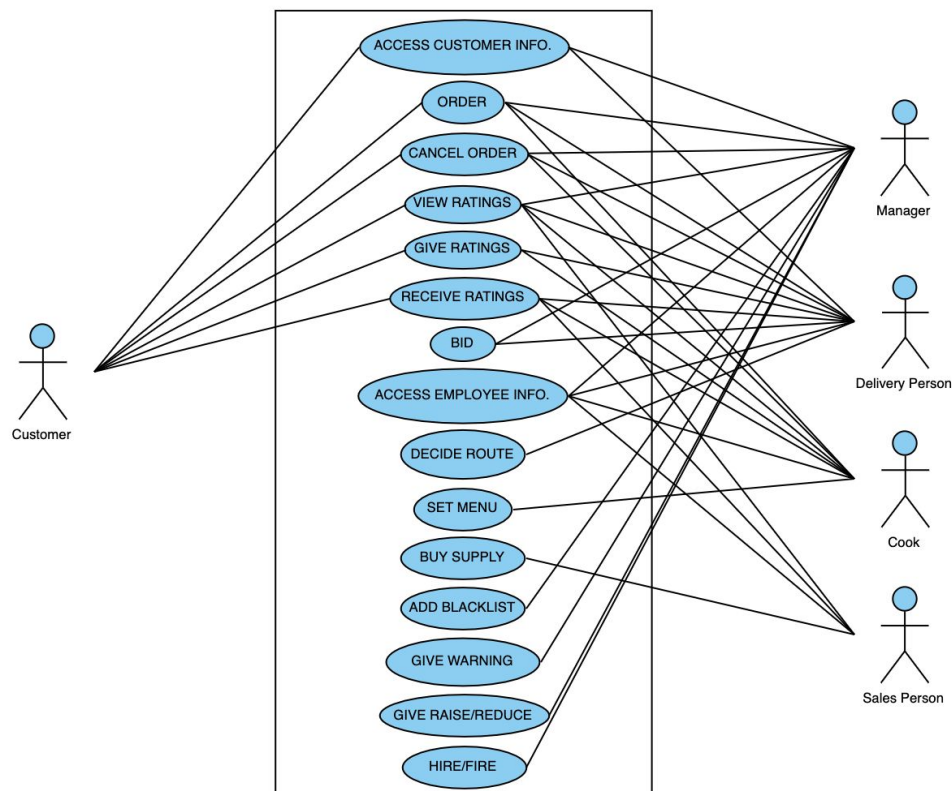 ACCESS CUSTOMER INFO.
ORDER
CANCEL ORDER
VIEW RATINGS
GIVE RATINGS
RECEIVE RATINGS
BID
ACCESS EMPLOYEE INFO.
DECIDE ROUTE
SET MENU
BUY SUPPLY
ADD BLACKLIST
GIVE WARNING
GIVE RAISE/REDUCE
HIRE/FIRE
Customer
Manager
Delivery Person
Cook
Sales Person